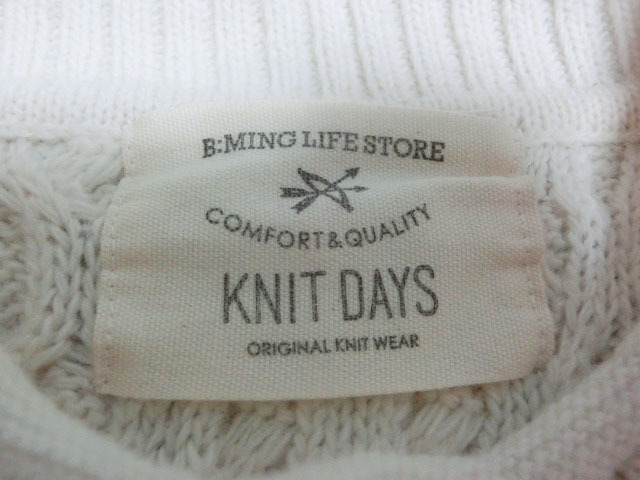 B:MING LIFE STORE
COMFORT & QUALITY
KNIT DAYS
ORIGINAL KNIT WEAR